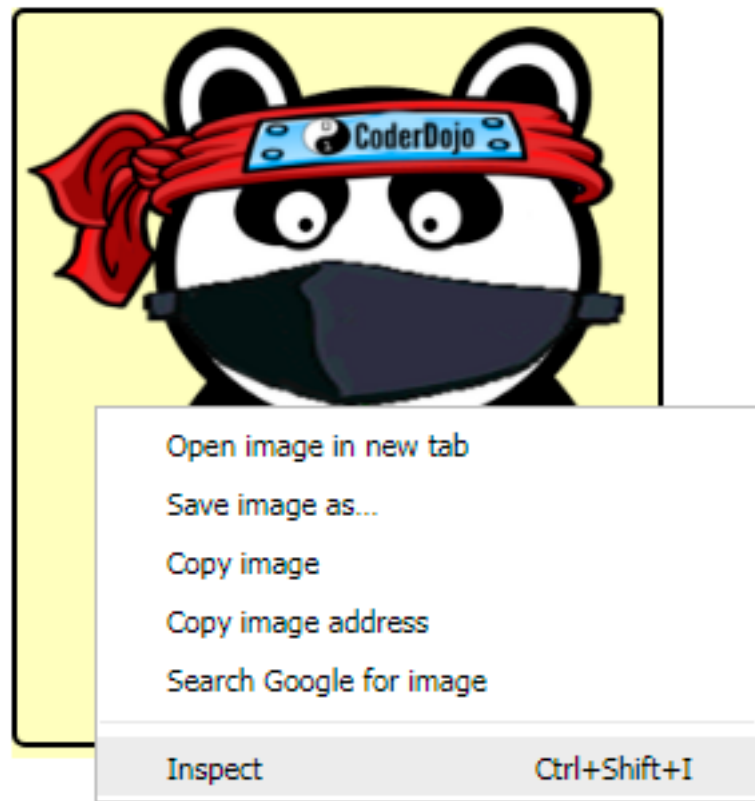 CoderDojo
Open image in new tab
Save image as...
Copy image
Copy image address
Search Google for image
Inspect Ctrl+Shift+I